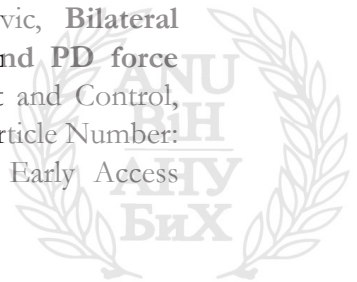 vic, Bilateral
nd PD force
t and Control,
rticle Number:
Early Access
ANU
BiH
АНУ
БиХ